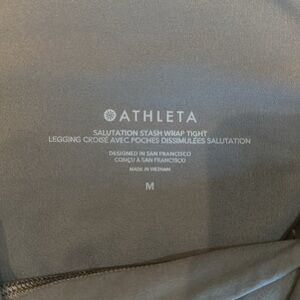 ATHLETA
SALUTATION STASH WRAP TIGHT
LEGGING CROISÉ AVEC POCHES DISSIMULÉES SALUTATION
DESIGNED IN SAN FRANCISCO
CONÇU À SAN FRANCISCO
MADE IN VIETNAM
M